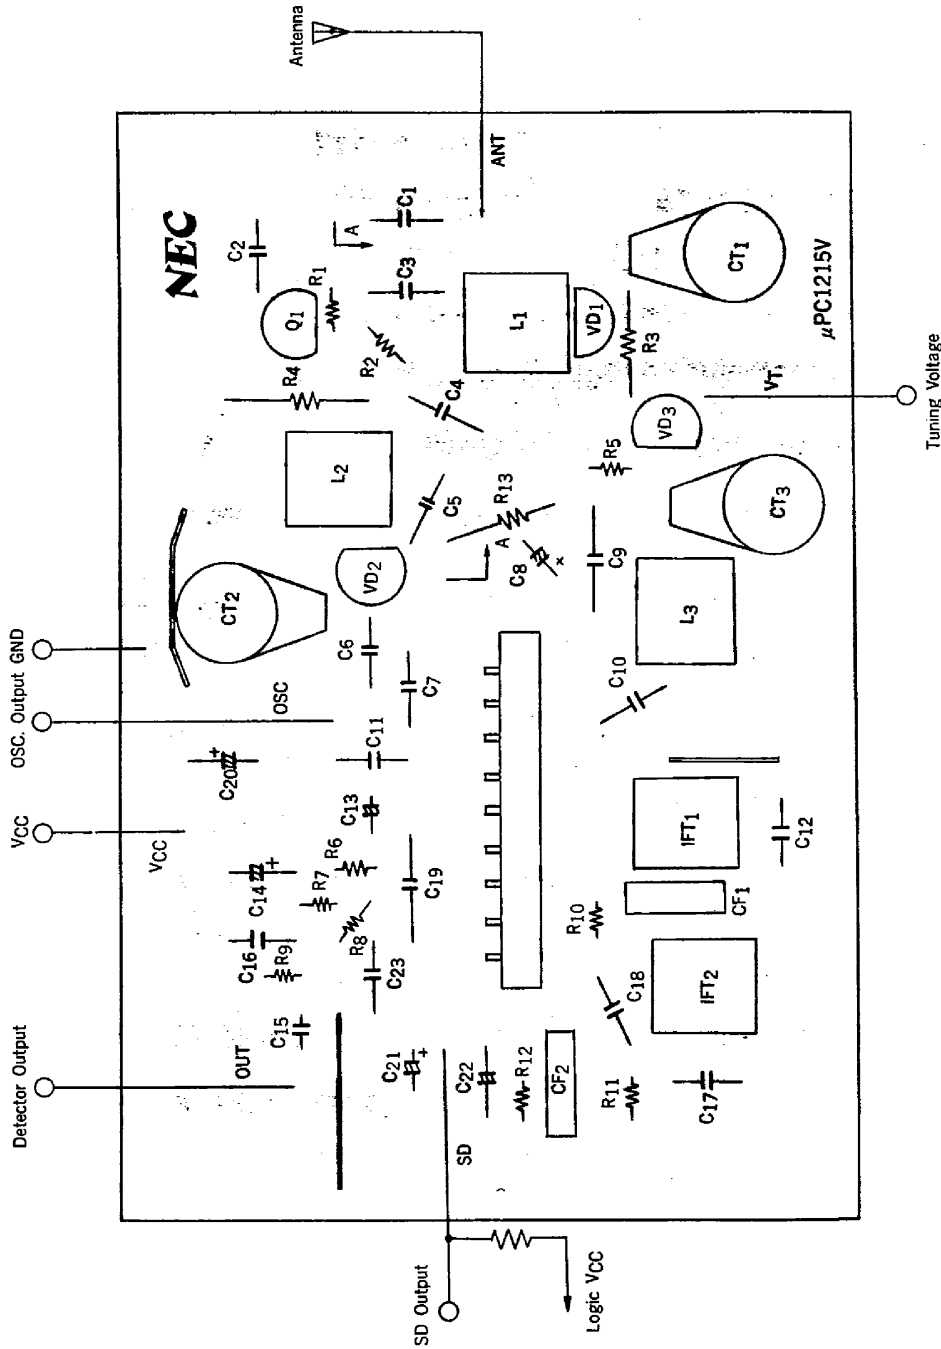 Detector Output
VCC
OSC. Output
GND
NEC
VCC
OSC
OUT
C20
CT2
C14
C16
C2
R9
C15
R7
R6
R8
C13
C11
C6
L2
R4
Q1
R1
A
C23
C21
C19
C7
VD2
R2
C3
C1
Antenna
SD Output
SD
C22
C5
C4
ANT
R12
R13
A
C8
L1
VD1
Logic VCC
CF2
R10
C9
R5
R11
C18
C10
R3
C17
IFT2
CF1
IFT1
L3
VD3
CT1
C12
CT3
VT
μPC1215V
Tuning Voltage